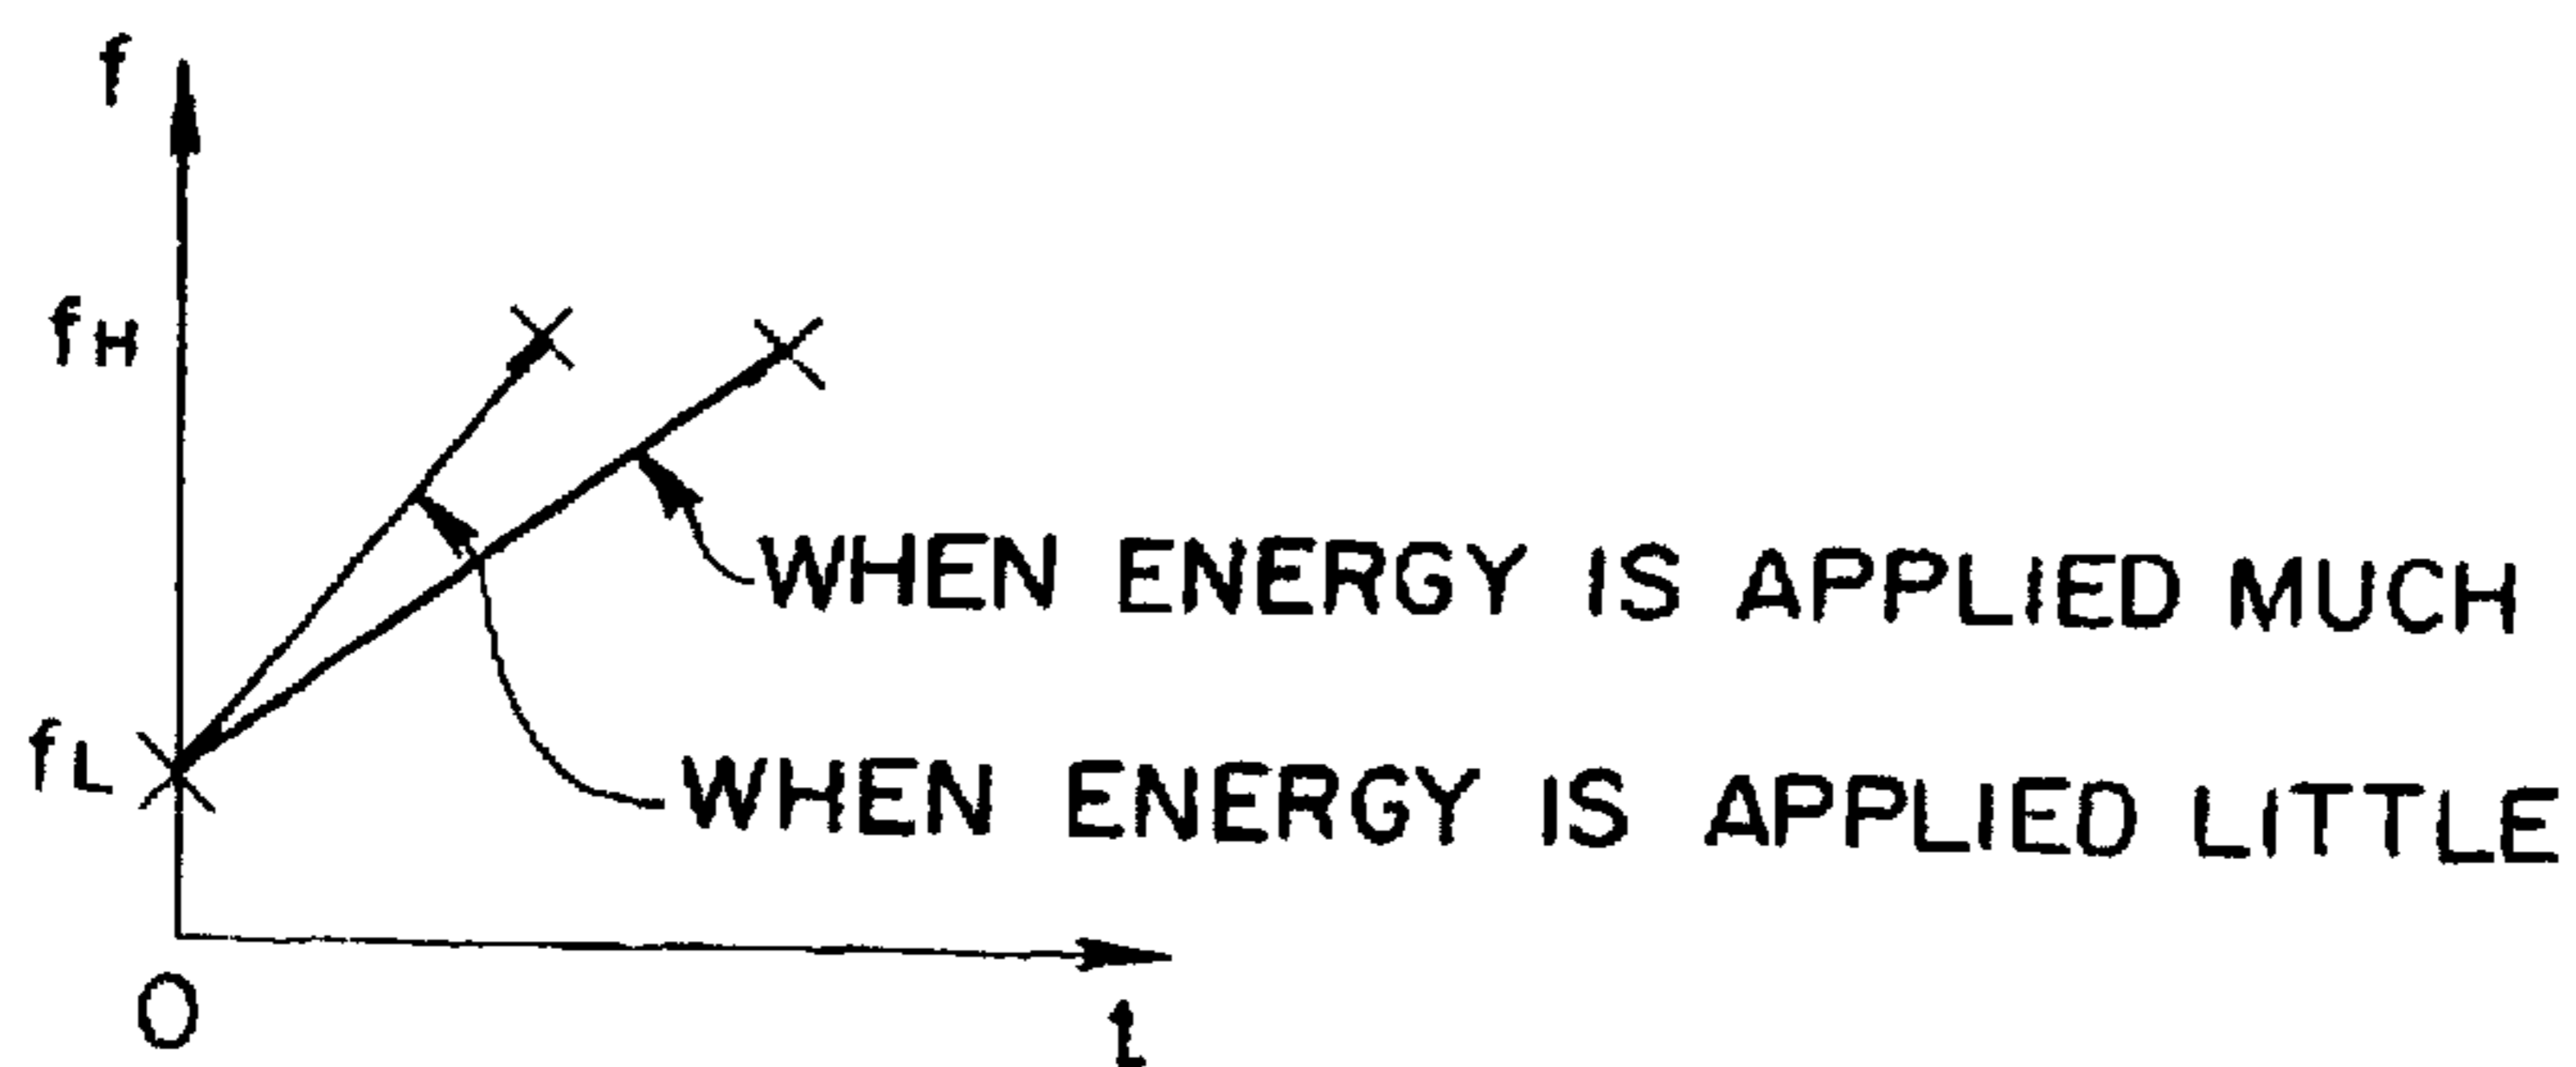 f
fH
WHEN ENERGY IS APPLIED MUCH
fL
WHEN ENERGY IS APPLIED LITTLE
O
t